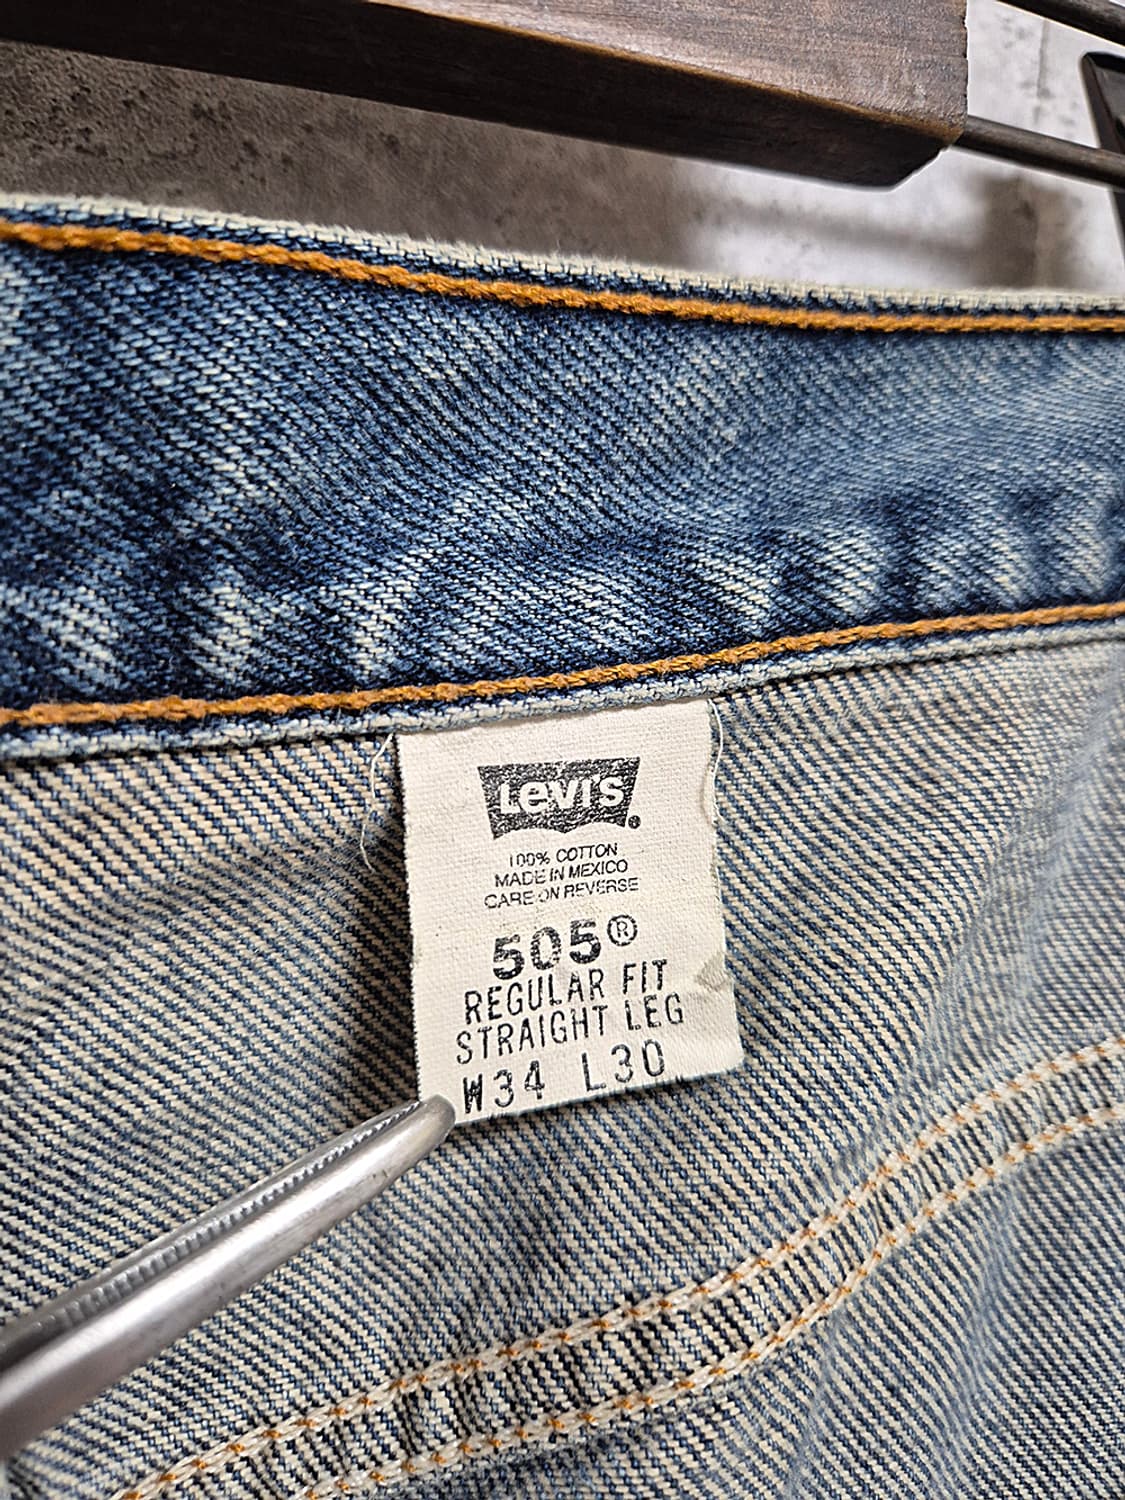 LEVI'S
100% COTTON
MADE IN MEXICO
CARE ON REVERSE
505®
REGULAR FIT
STRAIGHT LEG
W34 L30